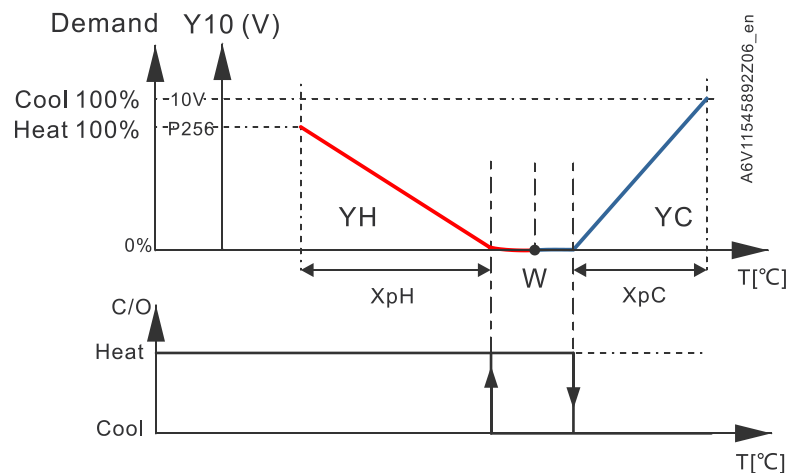 Demand Y10 (V)
Cool 100% 10V
Heat 100% P256
YH YC
0%
W
T[℃]
XpH XpC
C/O
Heat
Cool
T[℃]
A6V11545892Z06_en